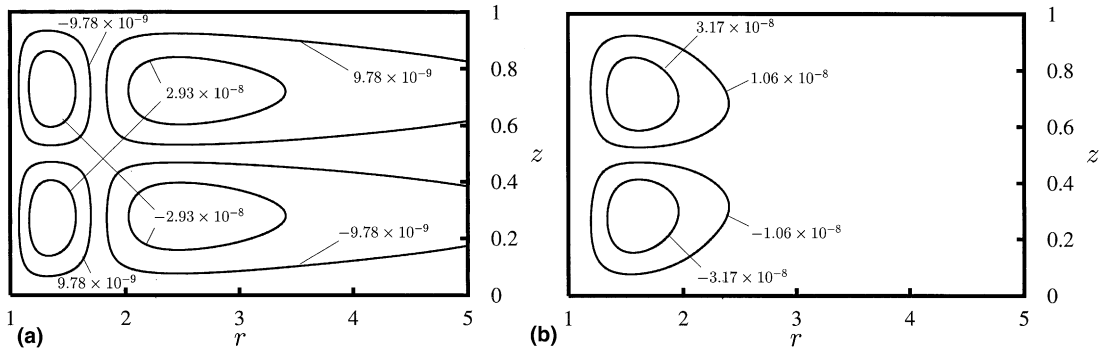 −9.78 × 10⁻⁹
1
0.8
2.93 × 10⁻⁸
9.78 × 10⁻⁹
0.6
z
0.4
−2.93 × 10⁻⁸
−9.78 × 10⁻⁹
0.2
9.78 × 10⁻⁹
0
1 2 3 4 5
(a) r
3.17 × 10⁻⁸
1
0.8
1.06 × 10⁻⁸
0.6
z
0.4
−1.06 × 10⁻⁸
0.2
−3.17 × 10⁻⁸
0
1 2 3 4 5
(b) r